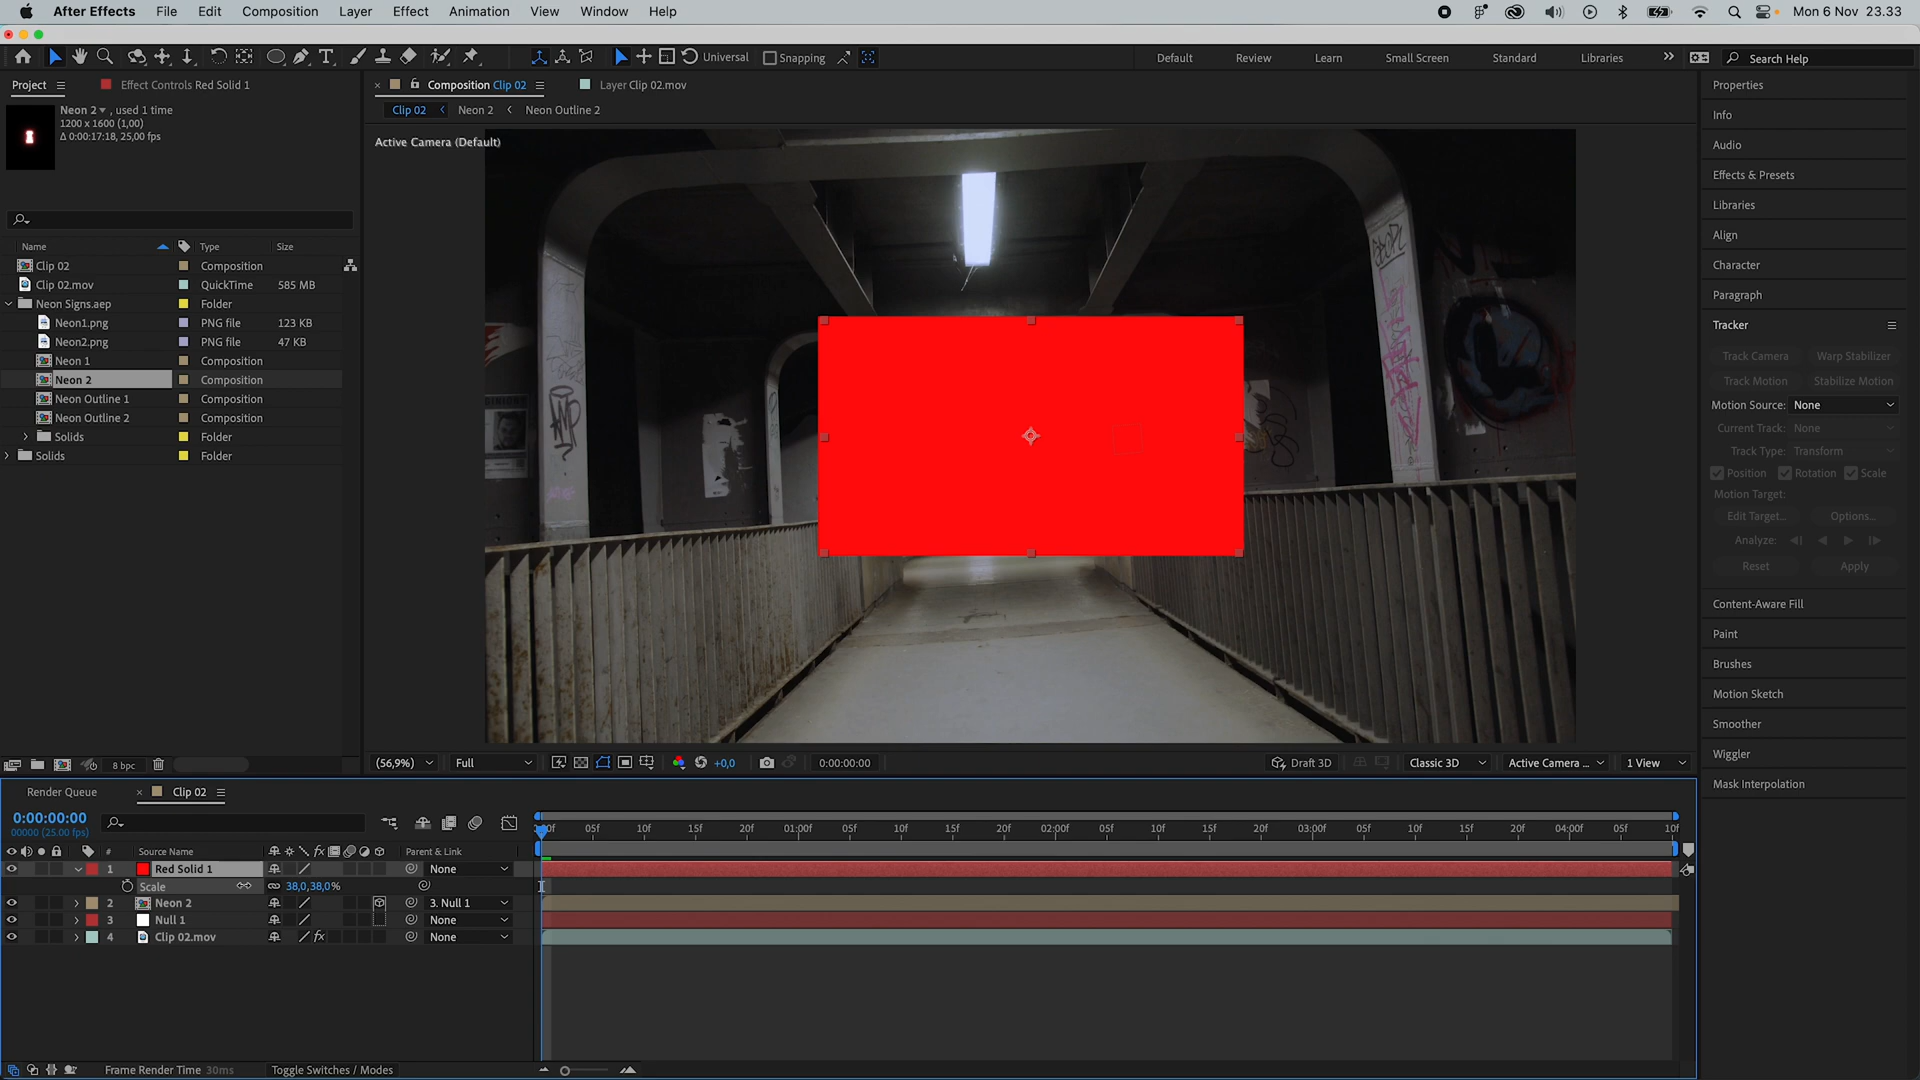 After Effects File Edit Composition Layer Effect Animation View Window Help Mon 6 Nov 23.33
Universal Snapping Default Review Learn Small Screen Standard Libraries Search Help
Project Effect Controls Red Solid 1
Neon 2 , used 1 time
1200 x 1600 (1,00)
Δ 0:00:17:18, 25,00 fps
Name Type Size
Clip 02 Composition
Clip 02.mov QuickTime 585 MB
Neon Signs.aep Folder
Neon1.png PNG file 123 KB
Neon2.png PNG file 47 KB
Neon 1 Composition
Neon 2 Composition
Neon Outline 1 Composition
Neon Outline 2 Composition
Solids Folder
Solids Folder
8 bpc
Composition Clip 02 Layer Clip 02.mov
Clip 02 Neon 2 Neon Outline 2
Active Camera (Default)
(56,9%) Full +0,0 0:00:00:00 Draft 3D Classic 3D Active Camera ... 1 View
Properties
Info
Audio
Effects & Presets
Libraries
Align
Character
Paragraph
Tracker
Track Camera Warp Stabilizer
Track Motion Stabilize Motion
Motion Source: None
Current Track: None
Track Type: Transform
Position Rotation Scale
Motion Target:
Edit Target... Options...
Analyze:
Reset Apply
Content-Aware Fill
Paint
Brushes
Motion Sketch
Smoother
Wiggler
Mask Interpolation
Render Queue Clip 02
0:00:00:00
00000 (25.00 fps)
05f 10f 15f 20f 01:00f 05f 10f 15f 20f 02:00f 05f 10f 15f 20f 03:00f 05f 10f 15f 20f 04:00f 05f 10f
# Source Name fx Parent & Link
1 Red Solid 1 None
Scale 38,0,38,0%
2 Neon 2 3. Null 1
3 Null 1 None
4 Clip 02.mov fx None
Frame Render Time 30ms Toggle Switches / Modes